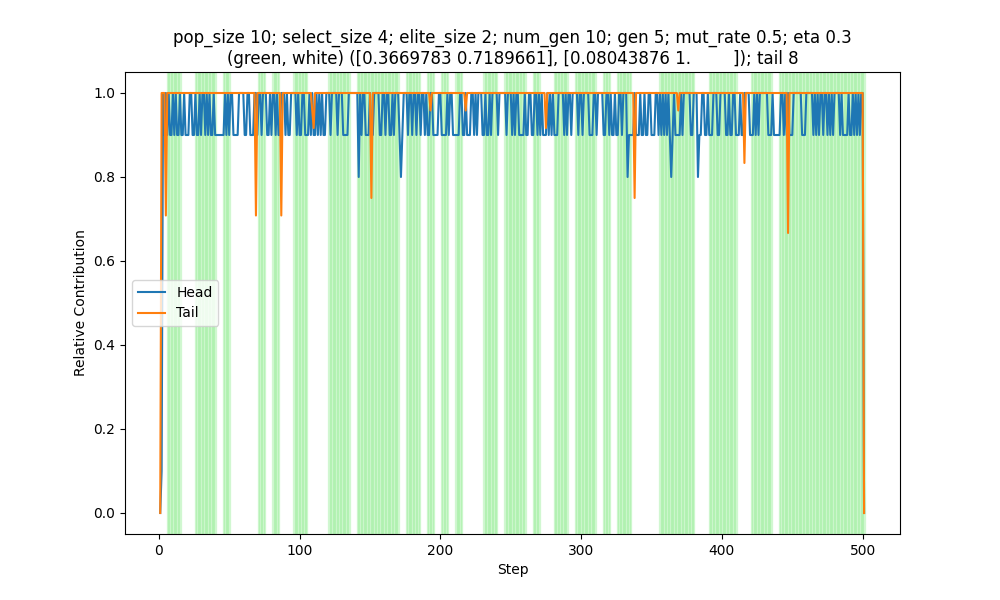 pop_size 10; select_size 4; elite_size 2; num_gen 10; gen 5; mut_rate 0.5; eta 0.3
(green, white) ([0.3669783 0.7189661], [0.08043876 1.        ]); tail 8
1.0
0.8
0.6
0.4
0.2
0.0
Relative Contribution
Head
Tail
0
100
200
300
400
500
Step